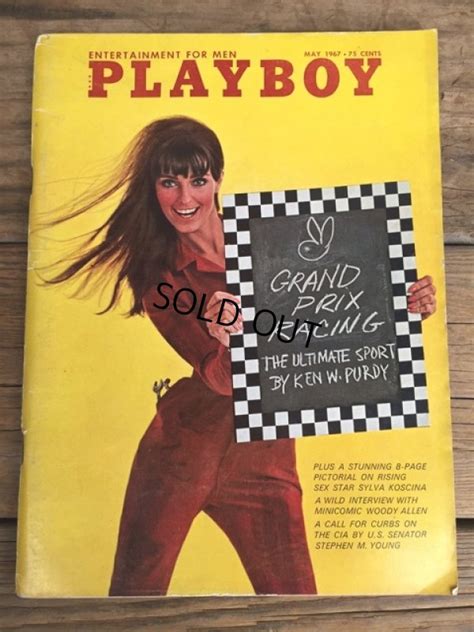 ENTERTAINMENT FOR MEN
MAY 1967 • 75 CENTS
PLAYBOY
GRAND
PRIX
RACING
THE ULTIMATE SPORT
BY KEN W. PURDY
SOLD OUT
PLUS A STUNNING 8-PAGE
PICTORIAL ON RISING
SEX STAR SYLVA KOSCINA
A WILD INTERVIEW WITH
MINICOMIC WOODY ALLEN
A CALL FOR CURBS ON
THE CIA BY U.S. SENATOR
STEPHEN M. YOUNG